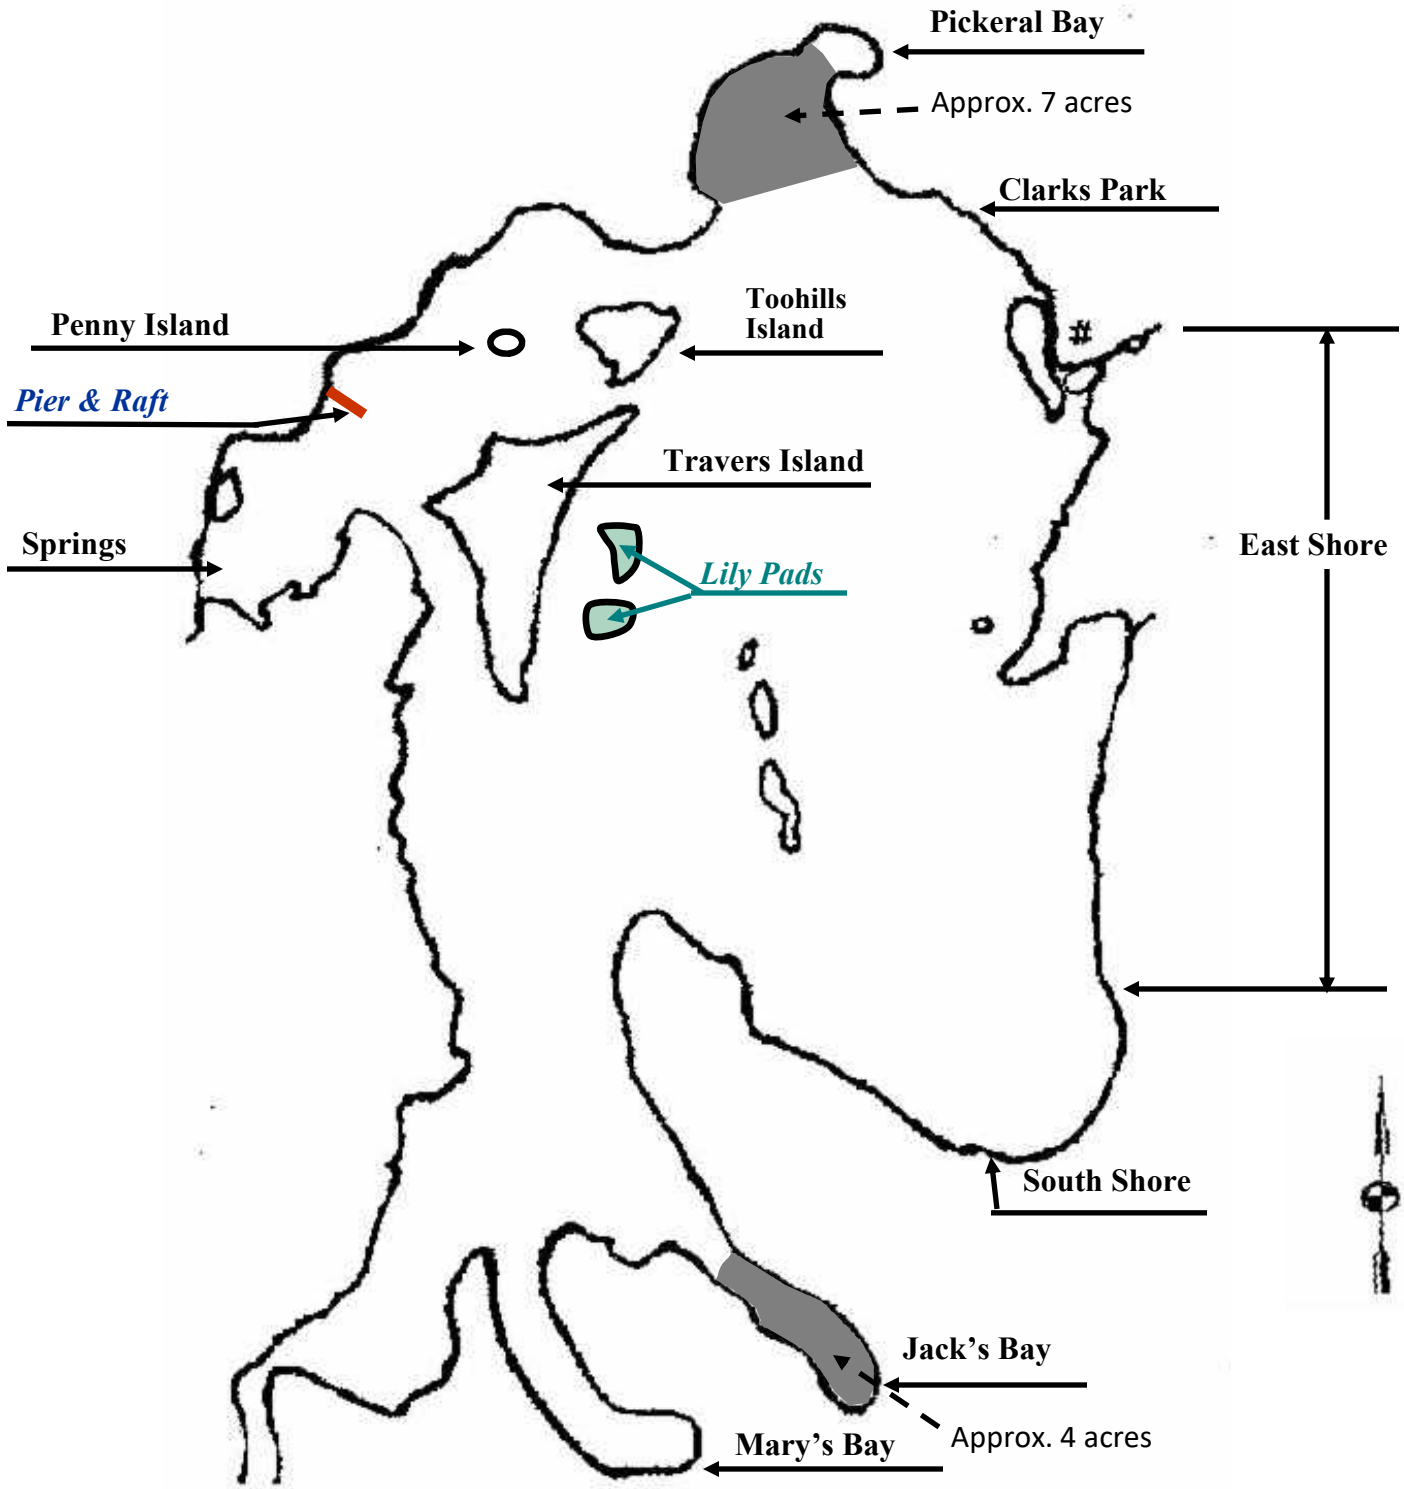 Pickeral Bay
Approx. 7 acres
Clarks Park
Toohills
Island
Penny Island
#
Pier & Raft
Travers Island
Springs
East Shore
Lily Pads
South Shore
Jack’s Bay
Approx. 4 acres
Mary’s Bay